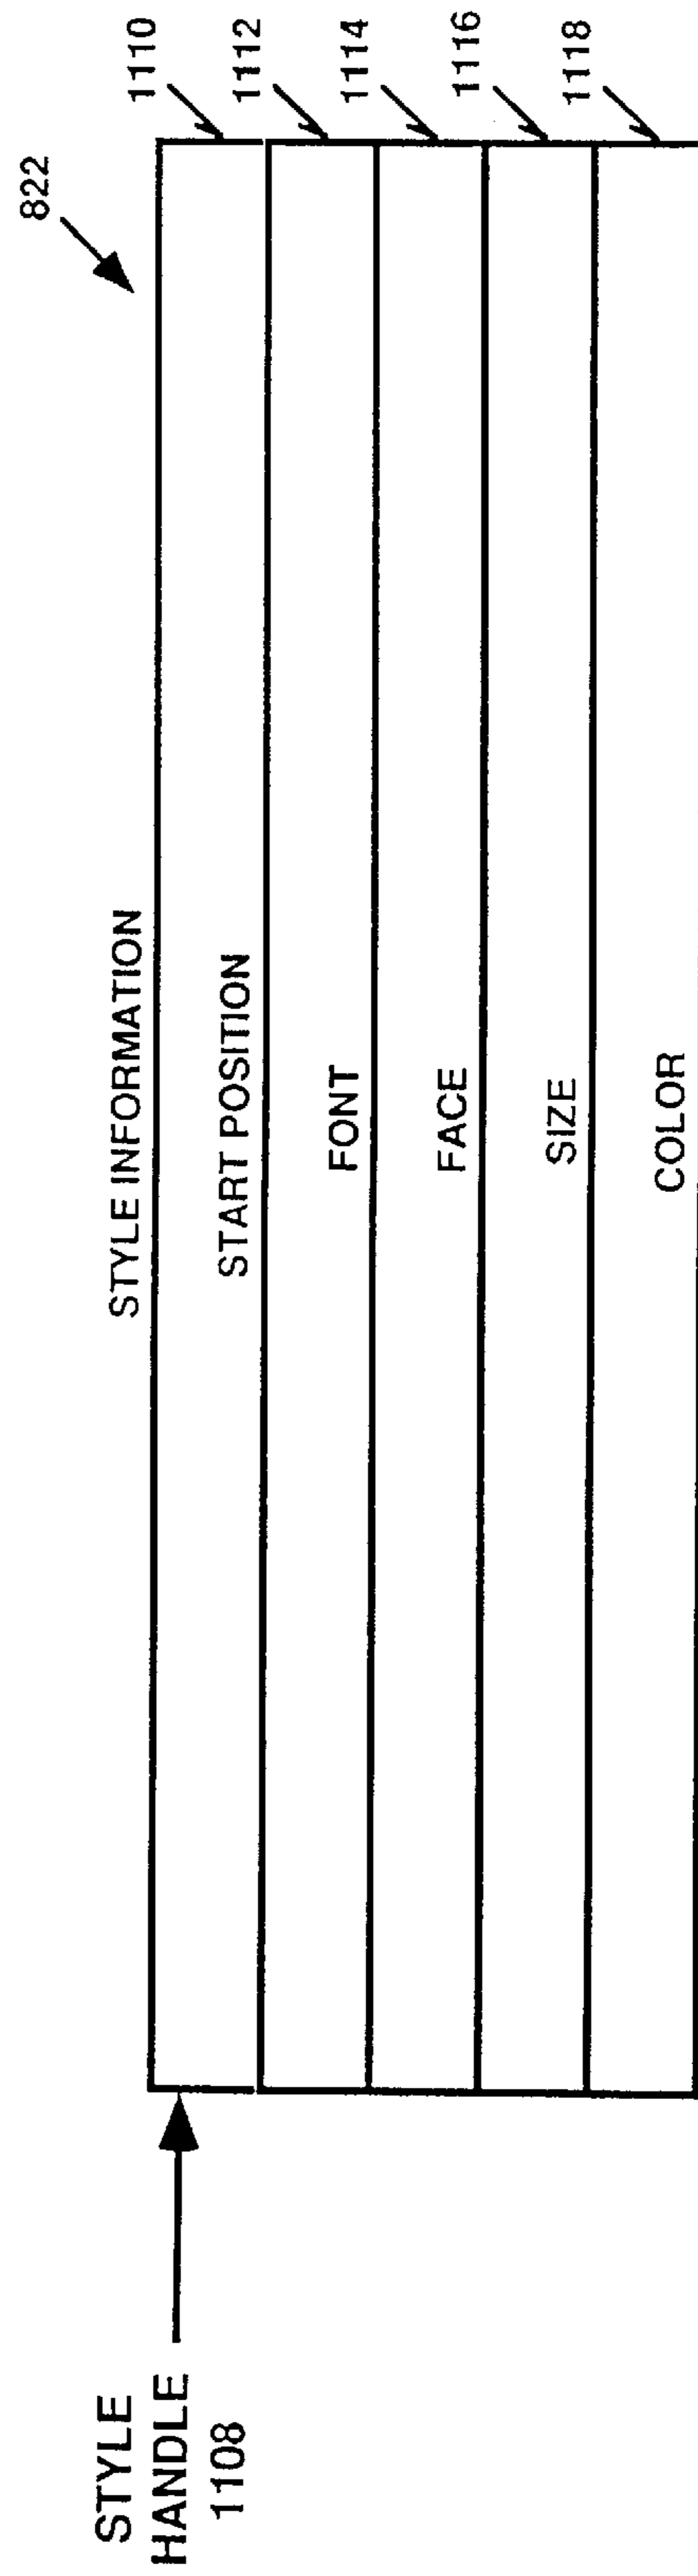 822
STYLE INFORMATION
STYLE
HANDLE
1108
START POSITION
1110
FONT
1112
FACE
1114
SIZE
1116
COLOR
1118